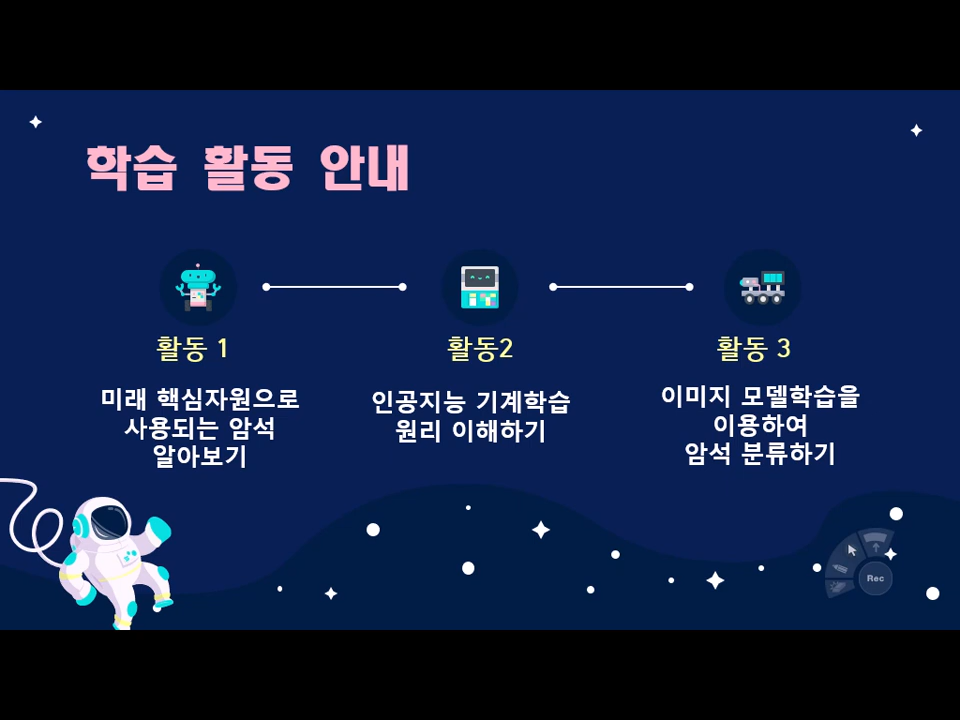 학습 활동 안내
활동 1
미래 핵심자원으로
사용되는 암석
알아보기
활동2
인공지능 기계학습
원리 이해하기
활동 3
이미지 모델학습을
이용하여
암석 분류하기
Rec